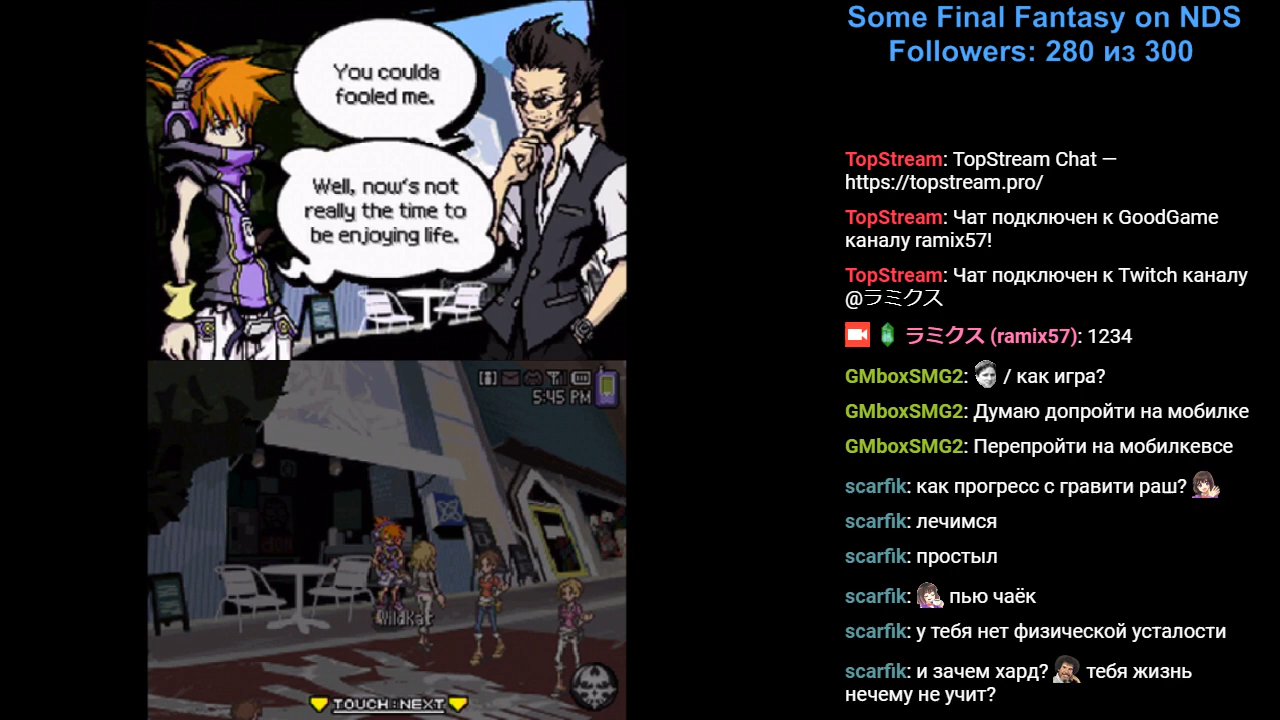 You coulda
fooled me.
Well, now's not
really the time to
be enjoying life.
5:45 PM
WildKat
TOUCH:NEXT
Some Final Fantasy on NDS
Followers: 280 из 300
TopStream: TopStream Chat —
https://topstream.pro/
TopStream: Чат подключен к GoodGame
каналу ramix57!
TopStream: Чат подключен к Twitch каналу
@ラミクス
ラミクス (ramix57): 1234
GMboxSMG2: / как игра?
GMboxSMG2: Думаю допройти на мобилке
GMboxSMG2: Перепройти на мобилкевсе
scarfik: как прогресс с гравити раш?
scarfik: лечимся
scarfik: простыл
scarfik: пью чаёк
scarfik: у тебя нет физической усталости
scarfik: и зачем хард? тебя жизнь
нечему не учит?